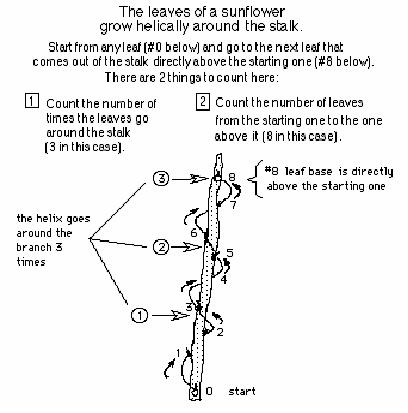 The leaves of a sunflower
grow helically around the stalk.
Start from any leaf (#0 below) and go to the next leaf that
comes out of the stalk directly above the starting one (#8 below).
There are 2 things to count here:
1 Count the number of
times the leaves go
around the stalk
(3 in this case).
2 Count the number of leaves
from the starting one to the one
above it (8 in this case).
#8 leaf base is directly
above the starting one
3
8
7
the helix goes
around the
branch 3
times
6
2
5
4
3
1
2
1
0 start